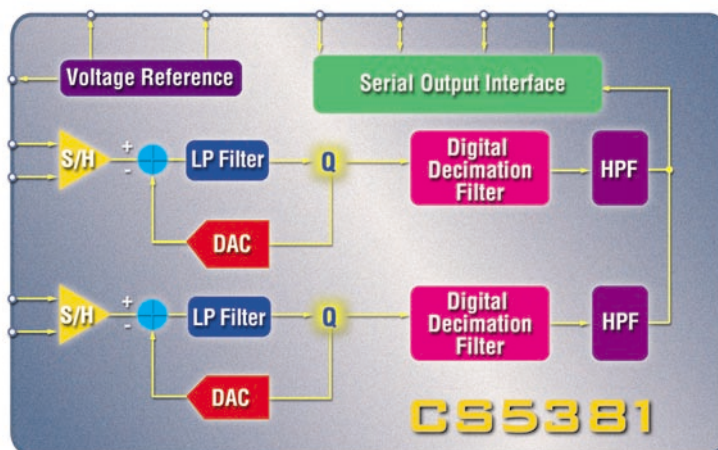 Voltage Reference
Serial Output Interface
S/H
+
-
LP Filter
Q
Digital
Decimation
Filter
HPF
DAC
S/H
+
-
LP Filter
Q
Digital
Decimation
Filter
HPF
DAC
CS5381